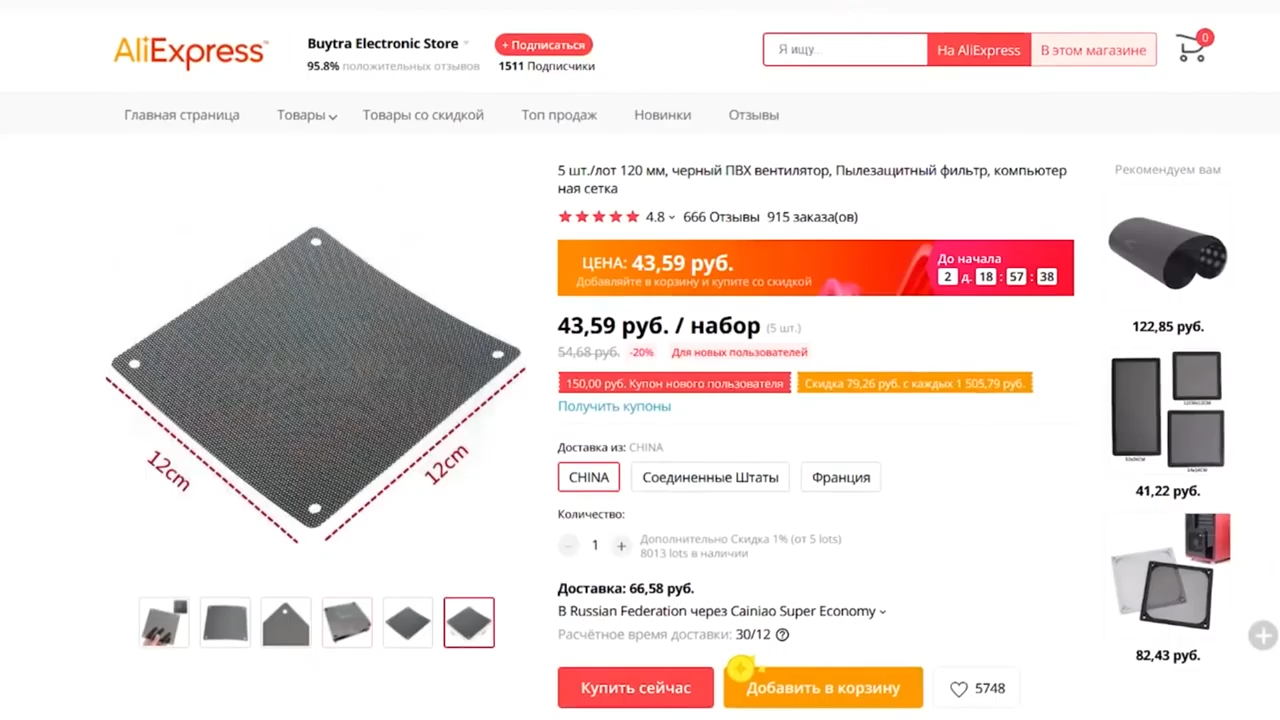 AliExpress™
Buytra Electronic Store
+ Подписаться
95.8% положительных отзывов
1511 Подписчики
Я ищу...
На AliExpress
В этом магазине
0
Главная страница
Товары
Товары со скидкой
Топ продаж
Новинки
Отзывы
5 шт./лот 120 мм, черный ПВХ вентилятор, Пылезащитный фильтр, компьютер
ная сетка
4.8
666 Отзывы
915 заказа(ов)
ЦЕНА: 43,59 руб.
Добавляйте в корзину и купите со скидкой
До начала
2 д. 18 : 57 : 38
43,59 руб. / набор (5 шт.)
54,68 руб. -20% Для новых пользователей
150,00 руб. Купон нового пользователя
Скидка 79,26 руб. с каждых 1 505,79 руб.
Получить купоны
Доставка из: CHINA
CHINA
Соединенные Штаты
Франция
Количество:
− 1 +
Дополнительно Скидка 1% (от 5 lots)
8013 lots в наличии
Доставка: 66,58 руб.
В Russian Federation через Cainiao Super Economy
Расчётное время доставки: 30/12
Купить сейчас
Добавить в корзину
5748
12cm
12cm
Рекомендуем вам
122,85 руб.
41,22 руб.
82,43 руб.